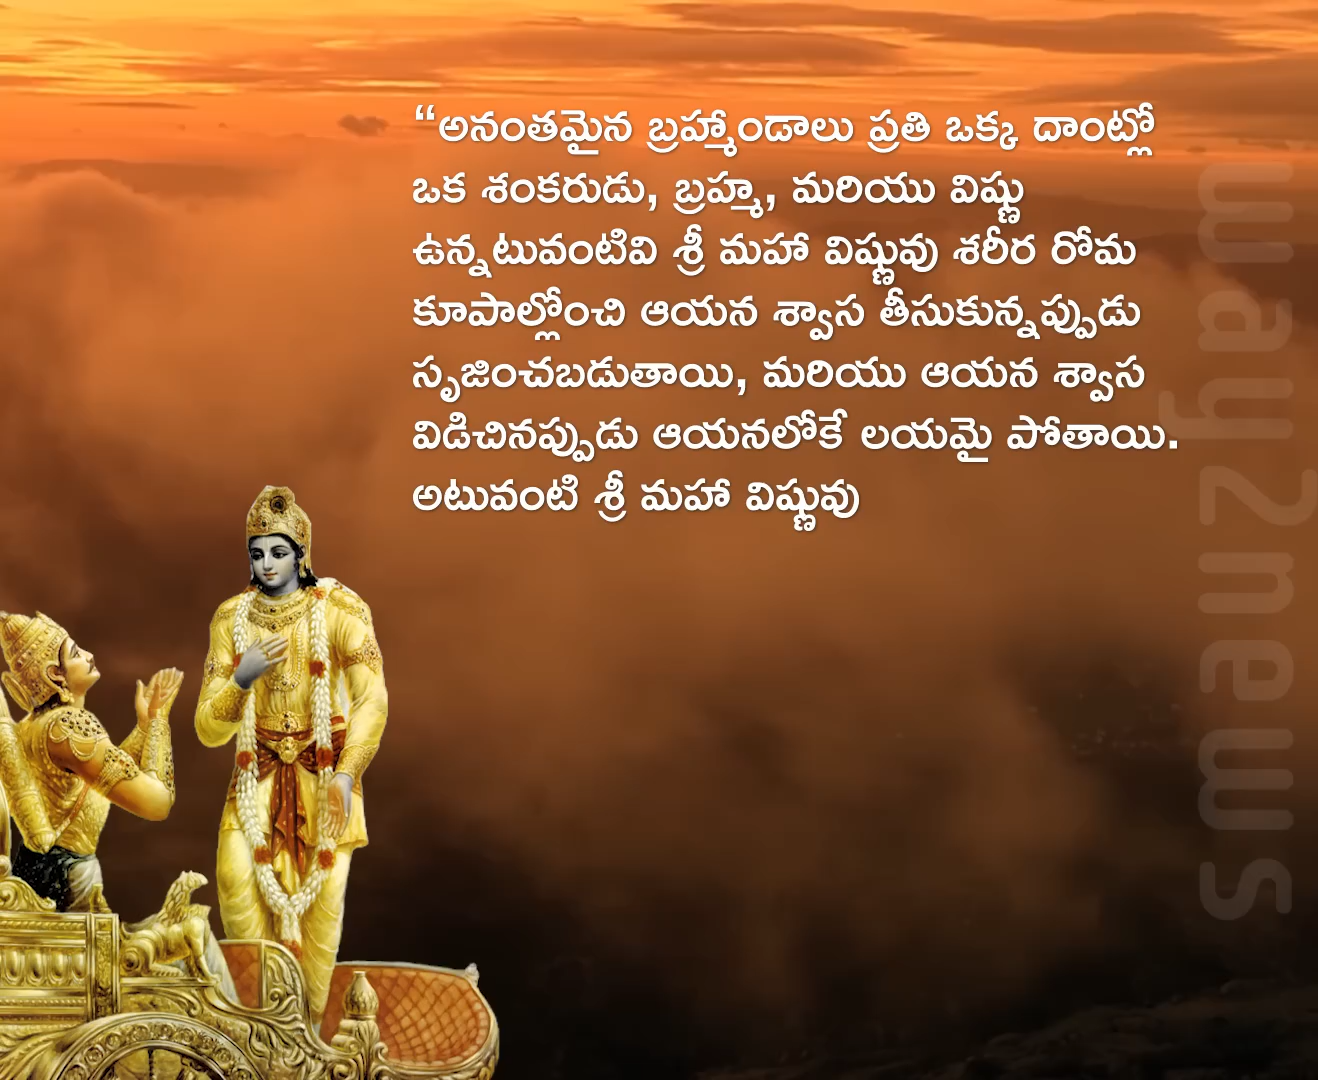 “అనంతమైన బ్రహ్మాండాలు ప్రతి ఒక్క దాంట్లో
ఒక శంకరుడు, బ్రహ్మ, మరియు విష్ణు
ఉన్నటువంటివి శ్రీ మహా విష్ణువు శరీర రోమ
కూపాల్లోంచి ఆయన శ్వాస తీసుకున్నప్పుడు
సృజించబడుతాయి, మరియు ఆయన శ్వాస
విడిచినప్పుడు ఆయనలోకే లయమై పోతాయి.
అటువంటి శ్రీ మహా విష్ణువు
way2news